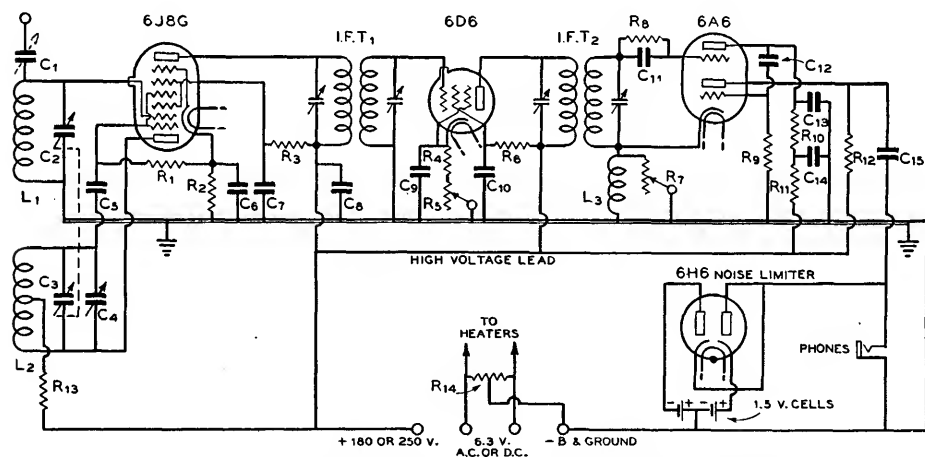 6J8G
I.F.T1
6D6
I.F.T2
R8
6A6
C1
C11
C12
C2
R3
R4
R6
L3
R7
R9
C13
R10
R11
C14
R12
C15
L1
C5
R1
R2
C6
C7
C8
C9
R5
C10
HIGH VOLTAGE LEAD
6H6 NOISE LIMITER
C3
C4
L2
R13
TO
HEATERS
R14
PHONES
- + - +
1.5 V. CELLS
+ 180 OR 250 V.
6.3 V.
A.C. OR D.C.
- B & GROUND